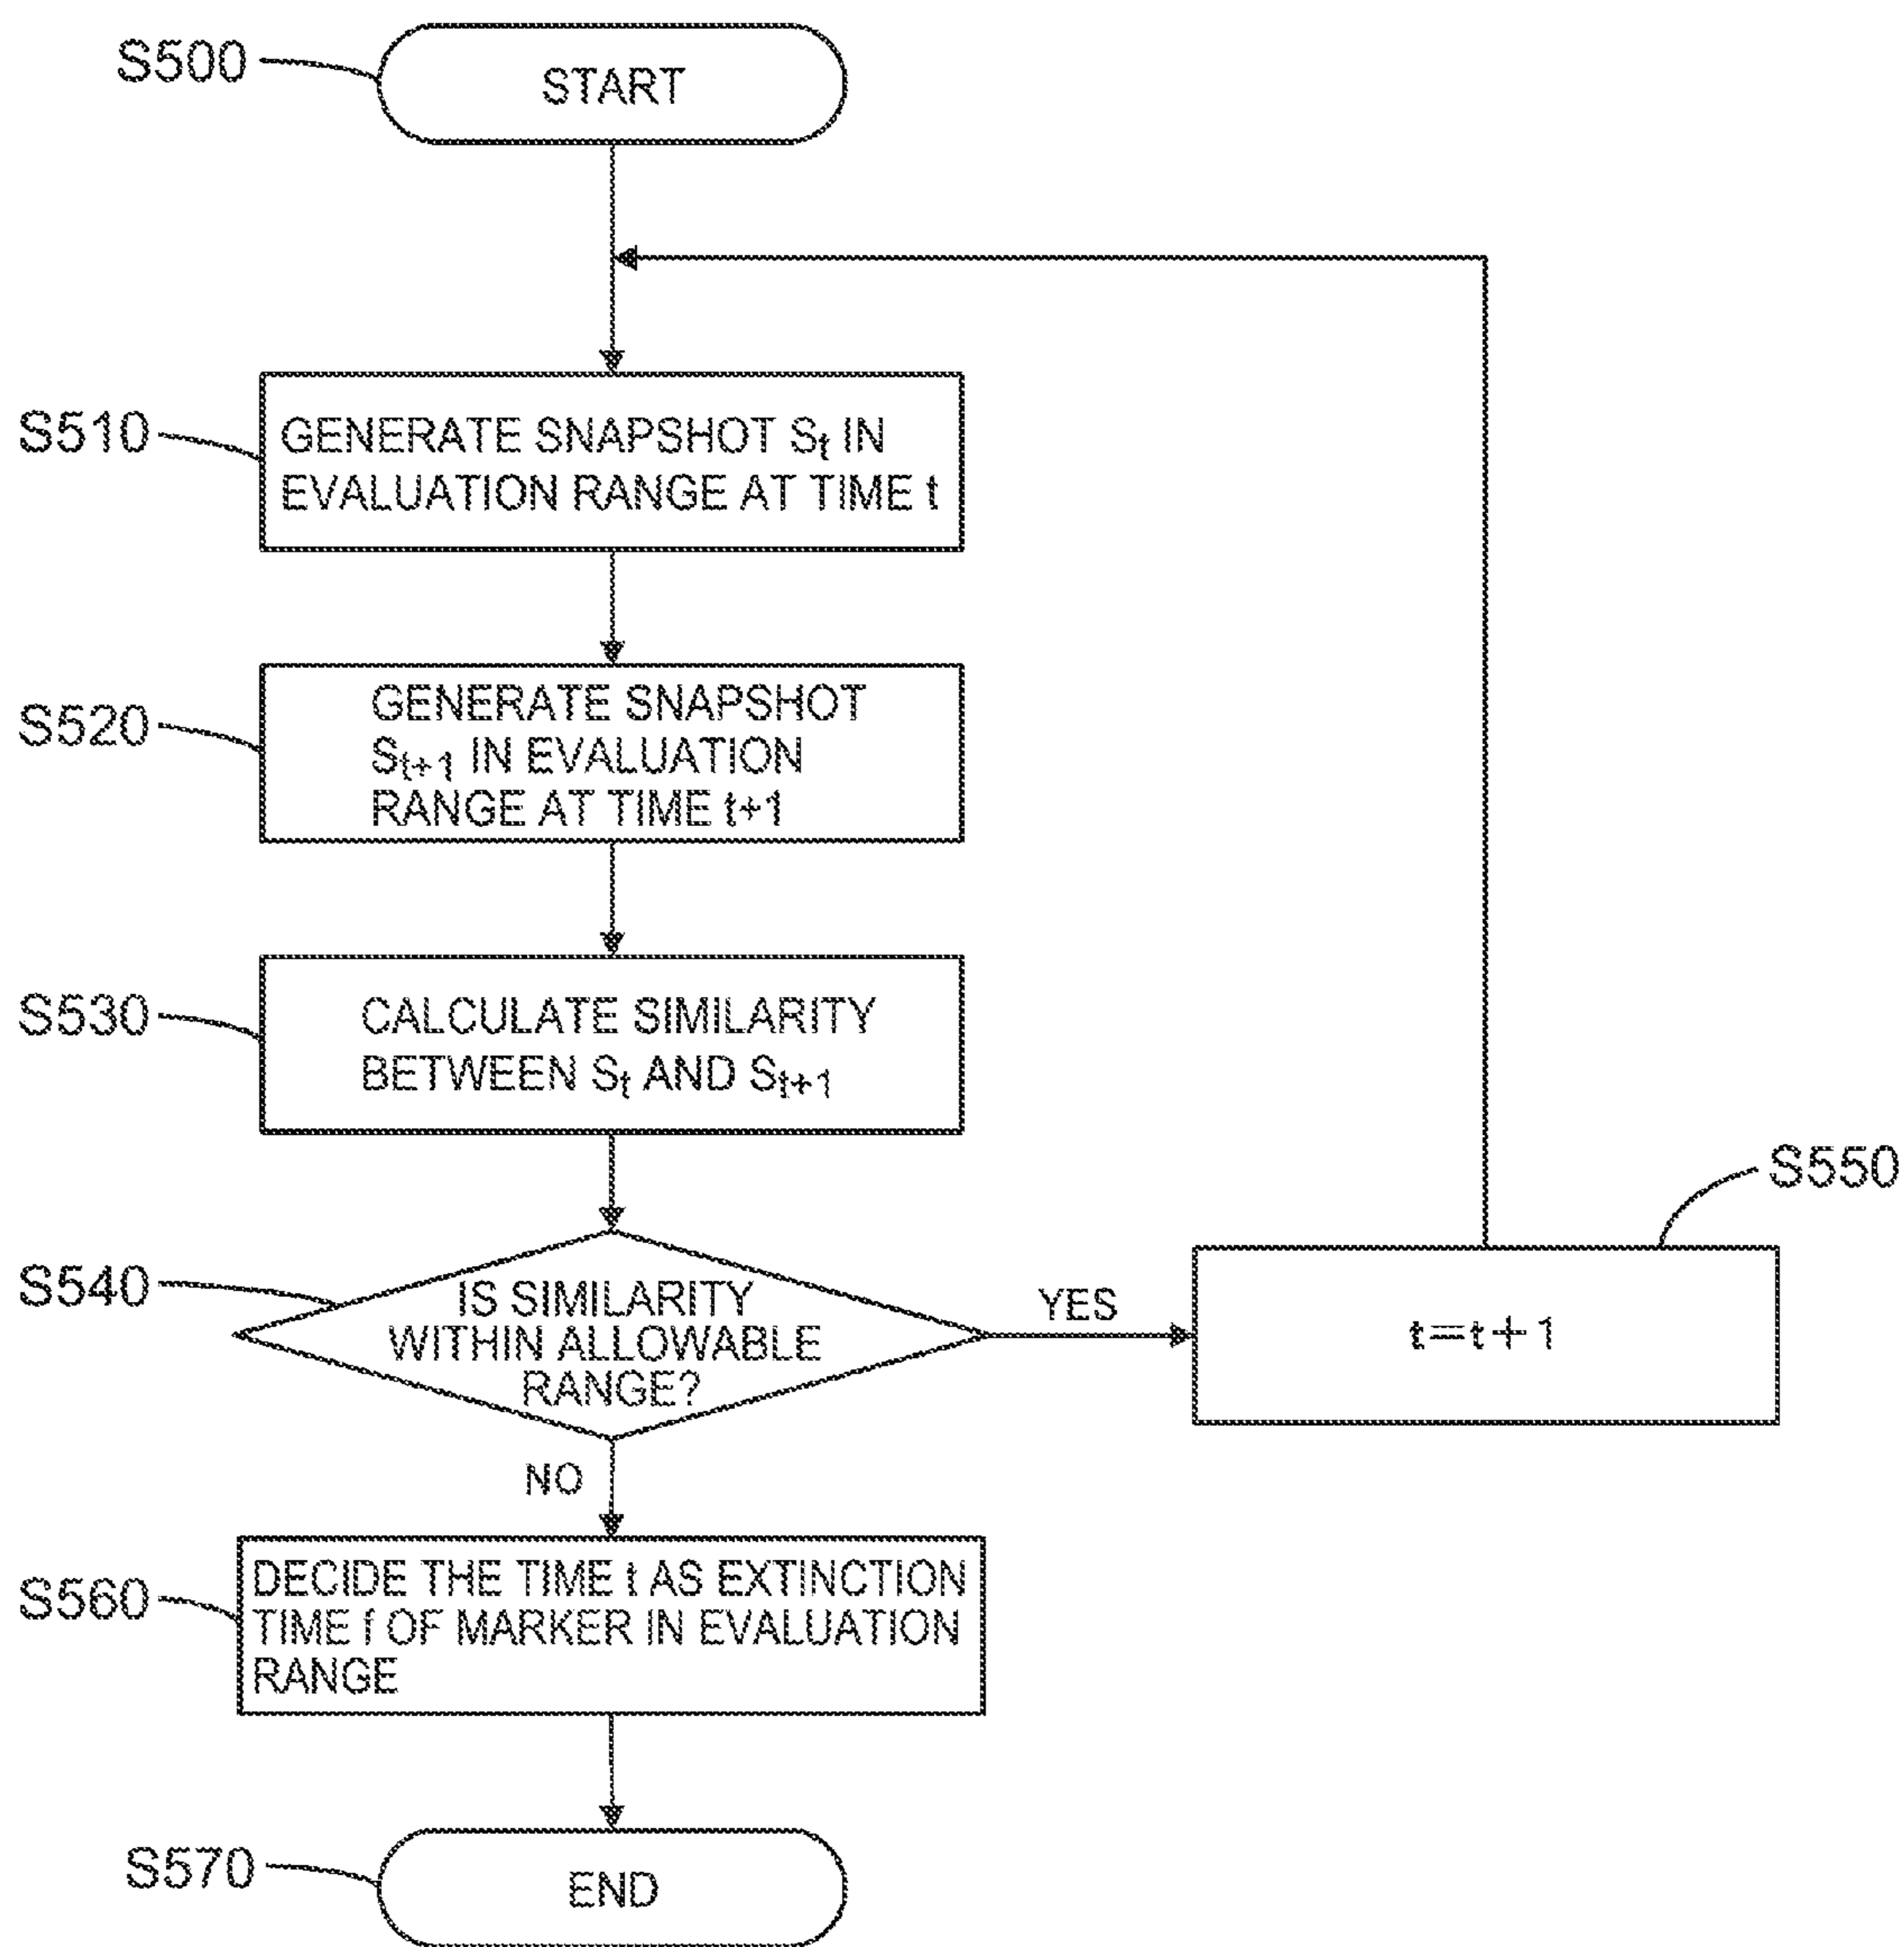 S500
START
S510
GENERATE SNAPSHOT Sₜ IN
EVALUATION RANGE AT TIME t
S520
GENERATE SNAPSHOT
Sₜ₊₁ IN EVALUATION
RANGE AT TIME t+1
S530
CALCULATE SIMILARITY
BETWEEN Sₜ AND Sₜ₊₁
S540
IS SIMILARITY
WITHIN ALLOWABLE
RANGE?
YES
S550
t=t+1
NO
S560
DECIDE THE TIME t AS EXTINCTION
TIME f OF MARKER IN EVALUATION
RANGE
S570
END